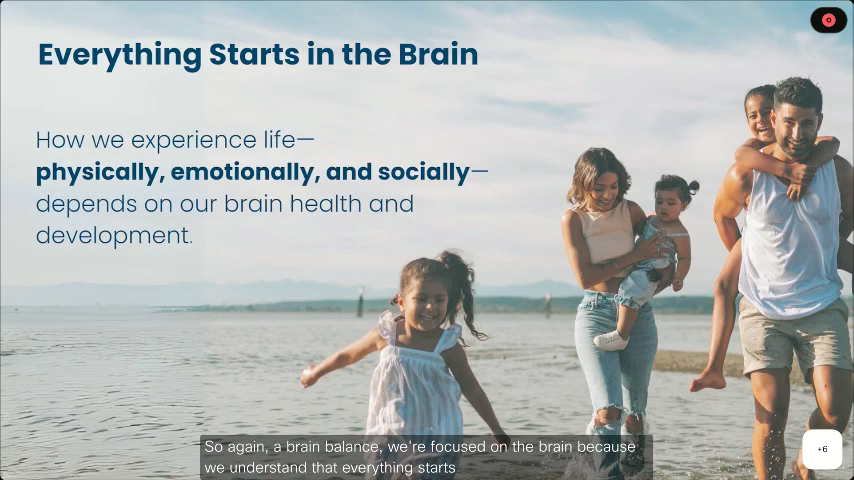 Everything Starts in the Brain
How we experience life—
physically, emotionally, and socially—
depends on our brain health and
development.
So again, a brain balance, we're focused on the brain because
we understand that everything starts
+6